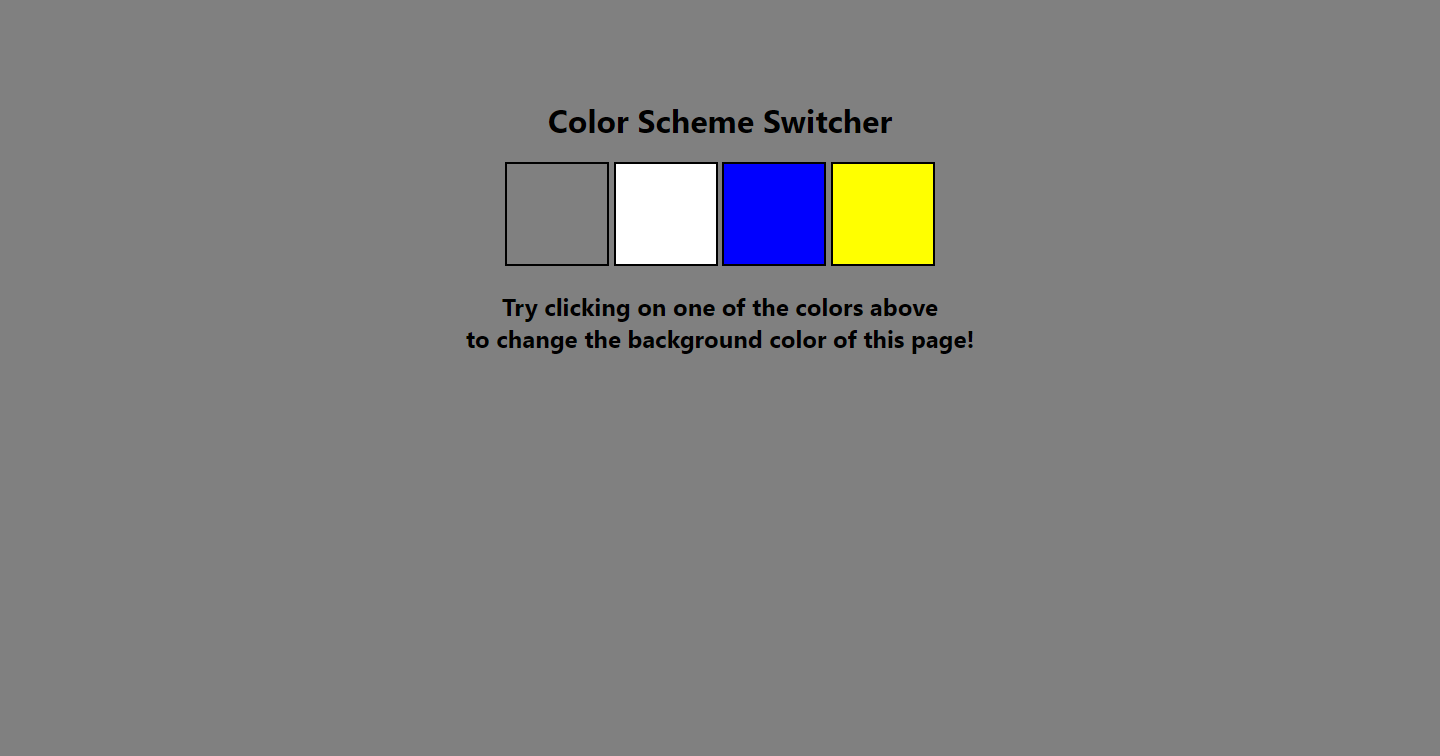 Color Scheme Switcher
Try clicking on one of the colors above
to change the background color of this page!